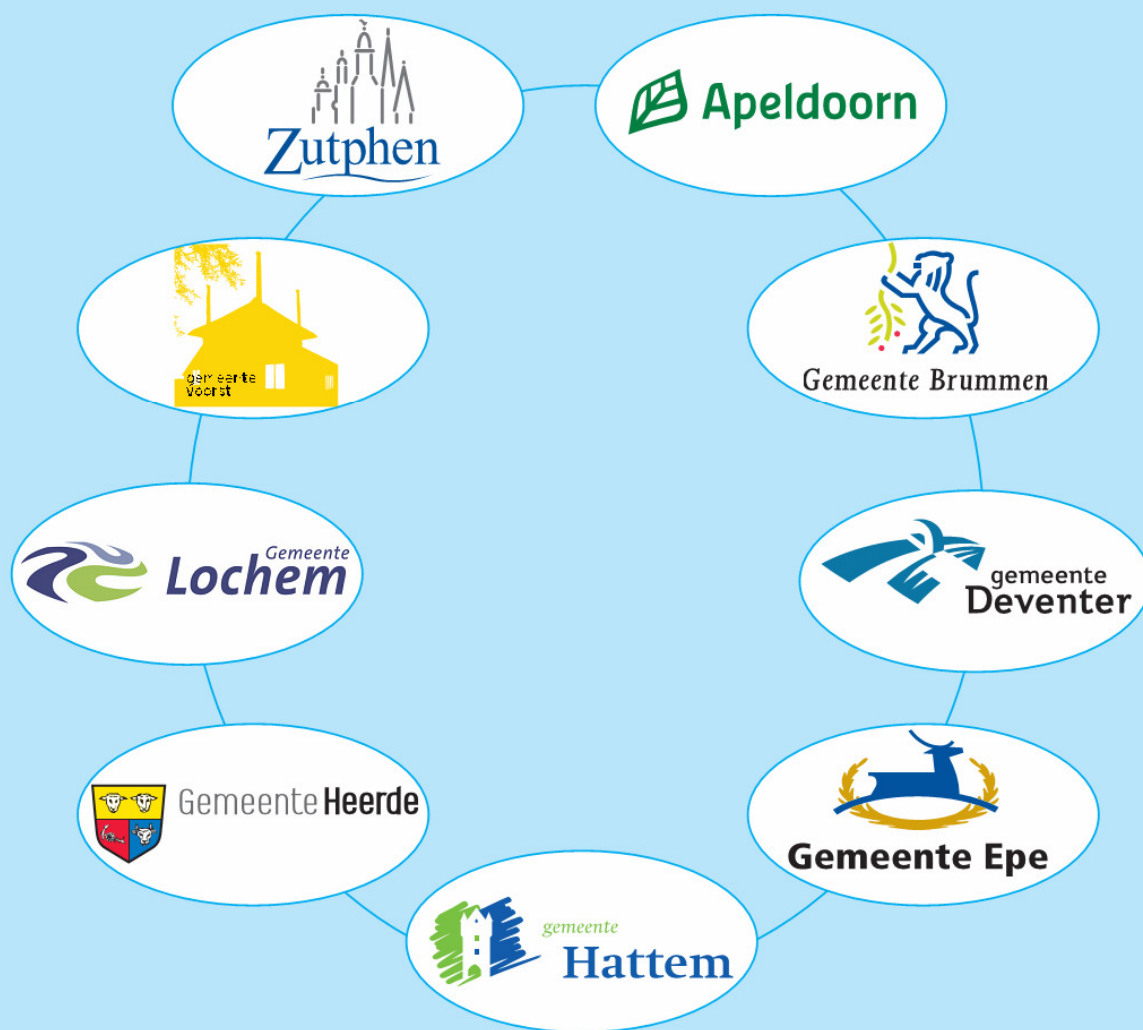 Zutphen
Apeldoorn
gemeente
voorst
Gemeente Brummen
Gemeente
Lochem
gemeente
Deventer
Gemeente Heerde
Gemeente Epe
gemeente
Hattem